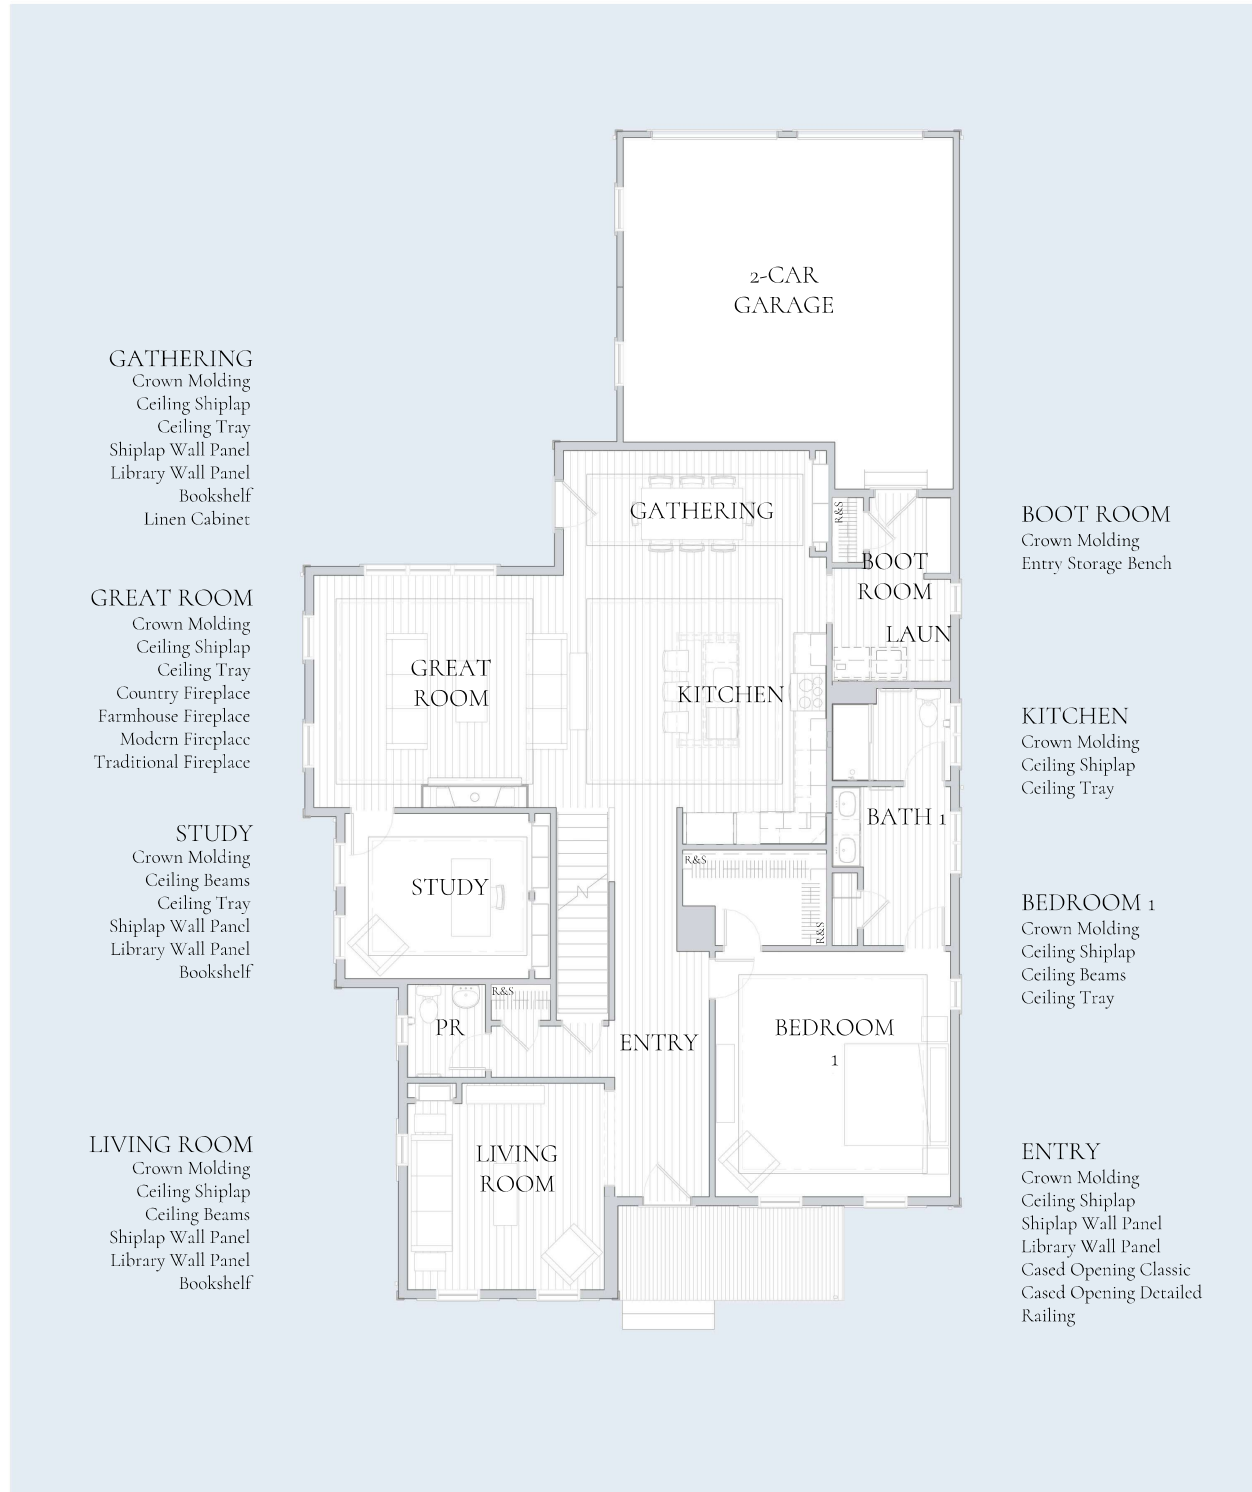 2-CAR
GARAGE
GATHERING
Crown Molding
Ceiling Shiplap
Ceiling Tray
Shiplap Wall Panel
Library Wall Panel
Bookshelf
Linen Cabinet
GREAT ROOM
Crown Molding
Ceiling Shiplap
Ceiling Tray
Country Fireplace
Farmhouse Fireplace
Modern Fireplace
Traditional Fireplace
STUDY
Crown Molding
Ceiling Beams
Ceiling Tray
Shiplap Wall Panel
Library Wall Panel
Bookshelf
LIVING ROOM
Crown Molding
Ceiling Shiplap
Ceiling Beams
Shiplap Wall Panel
Library Wall Panel
Bookshelf
GATHERING
R&S
BOOT
ROOM
LAUN
GREAT
ROOM
KITCHEN
BATH 1
R&S
R&S
STUDY
R&S
PR
ENTRY
BEDROOM
1
LIVING
ROOM
BOOT ROOM
Crown Molding
Entry Storage Bench
KITCHEN
Crown Molding
Ceiling Shiplap
Ceiling Tray
BEDROOM 1
Crown Molding
Ceiling Shiplap
Ceiling Beams
Ceiling Tray
ENTRY
Crown Molding
Ceiling Shiplap
Shiplap Wall Panel
Library Wall Panel
Cased Opening Classic
Cased Opening Detailed
Railing